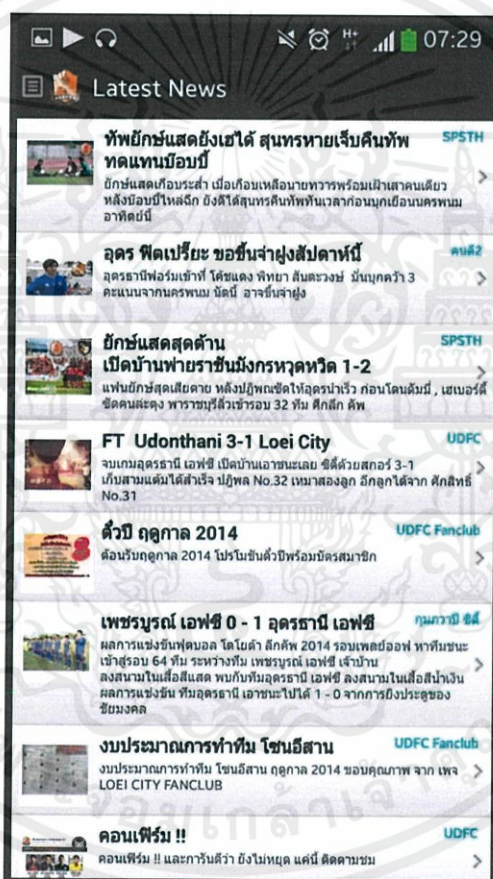 H+
07:29
Latest News
ทัพยักษ์แสดยังเฮได้ สุนทรหายเจ็บคืนทัพ
ทดแทนบ๊อบบี้
SPSTH
ยักษ์แสดเกือบระส่ำ เมื่อเกือบเหลือนายทวารพร้อมเฝ้าเสาคนเดียว
หลังบ๊อบบี้ไหล่ฉีก ยังดีได้สุนทรคืนทัพทันเวลาก่อนบุกเยือนนครพนม
อาทิตย์นี้
อุดร ฟิตเปรี๊ยะ ขอขึ้นจ่าฝูงสัปดาห์นี้
คบดี2
อุดรธานีฟอร์มเข้าที่ โค้ชแดง พิทยา สันตะวงษ์ มั่นบุกคว้า 3
คะแนนจากนครพนม นัดนี้ อาจขึ้นจ่าฝูง
ยักษ์แสดสุดต้าน
เปิดบ้านพ่ายราชันมังกรหวุดหวิด 1-2
SPSTH
แฟนยักษ์สุดเสียดาย หลังปฏิพลซัดให้อุดรนำเร็ว ก่อนโดนดัมมี่ , เฮเบอร์ตี้
ซัดคนละตุง พาราชบุรีลิ่วเข้ารอบ 32 ทีม ศึกลีก คัพ
FT Udonthani 3-1 Loei City
UDFC
จบเกมอุดรธานี เอฟซี เปิดบ้านเอาชนะเลย ซิตี้ด้วยสกอร์ 3-1
เก็บสามแต้มได้สำเร็จ ปฏิพล No.32 เหมาสองลูก อีกลูกได้จาก ศักสิทธิ์
No.31
ตั๋วปี ฤดูกาล 2014
UDFC Fanclub
ต้อนรับฤดูกาล 2014 โปรโมชันตั๋วปีพร้อมบัตรสมาชิก
เพชรบูรณ์ เอฟซี 0 - 1 อุดรธานี เอฟซี
กุมภวาปี ซิตี้
ผลการแข่งขันฟุตบอล โตโยต้า ลีกคัพ 2014 รอบเพลย์ออฟ หาทีมชนะ
เข้าสู่รอบ 64 ทีม ระหว่างทีม เพชรบูรณ์ เอฟซี เจ้าบ้าน
ลงสนามในเสื้อสีแสด พบกับทีมอุดรธานี เอฟซี ลงสนามในเสื้อสีน้ำเงิน
ผลการแข่งขัน ทีมอุดรธานี เอาชนะไปได้ 1 - 0 จากการยิงประตูของ
ชัยมงคล
งบประมาณการทำทีม โซนอีสาน
UDFC Fanclub
งบประมาณการทำทีม โซนอีสาน ฤดูกาล 2014 ขอบคุณภาพ จาก เพจ
LOEI CITY FANCLUB
คอนเฟิร์ม !!
UDFC
คอนเฟิร์ม !! และการันตีว่า ยังไม่หยุด แค่นี้ ติดตามชม